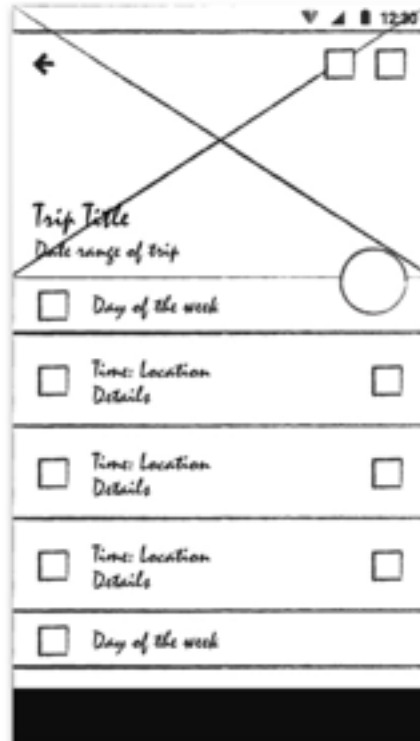 12:30
Trip Title
Date range of trip
Day of the week
Time: Location
Details
Time: Location
Details
Time: Location
Details
Day of the week